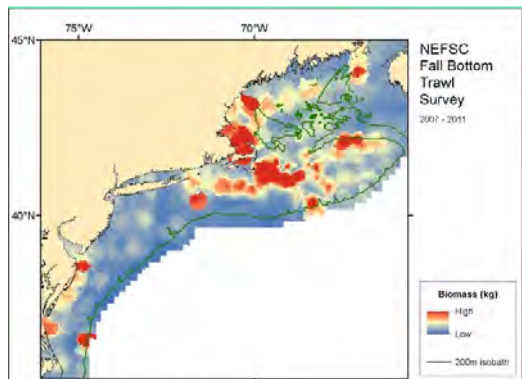 75°W
70°W
45°N
40°N
NEFSC
Fall Bottom
Trawl
Survey
2007 - 2011
Biomass (kg)
High
Low
200m isobath